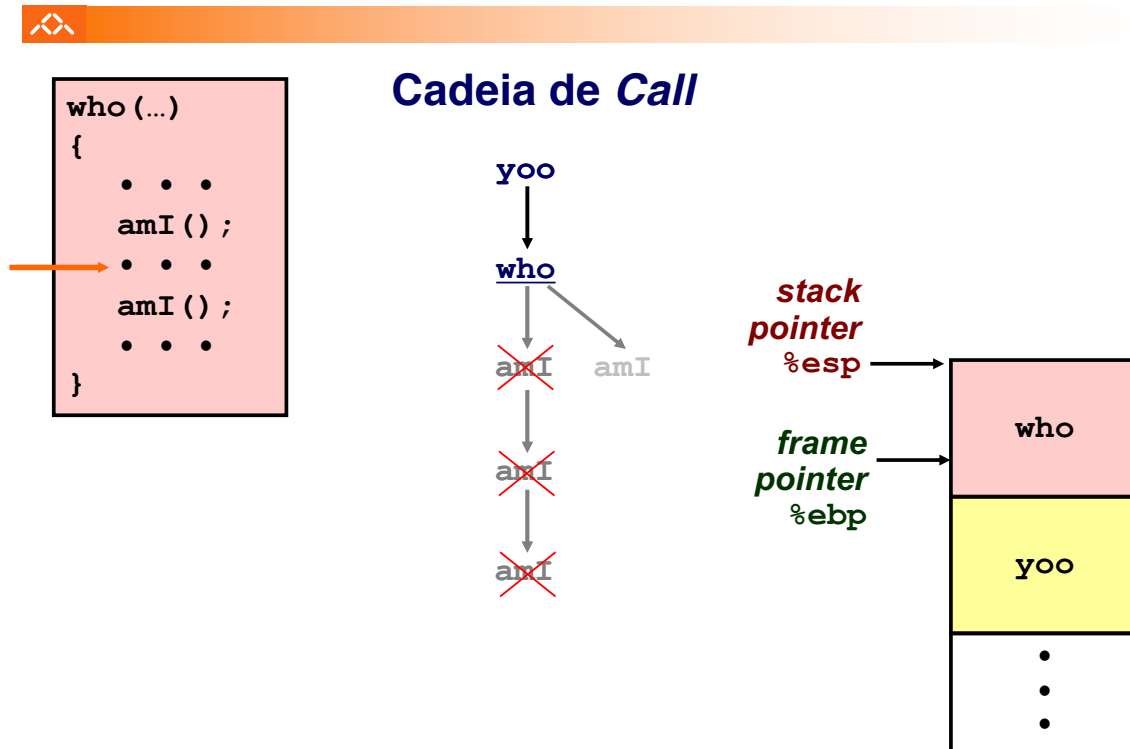 Cadeia de Call
who(…)
{
• • •
amI();
• • •
amI();
• • •
}
yoo
who
amI amI
amI
amI
stack
pointer
%esp
frame
pointer
%ebp
who
yoo
•
•
•